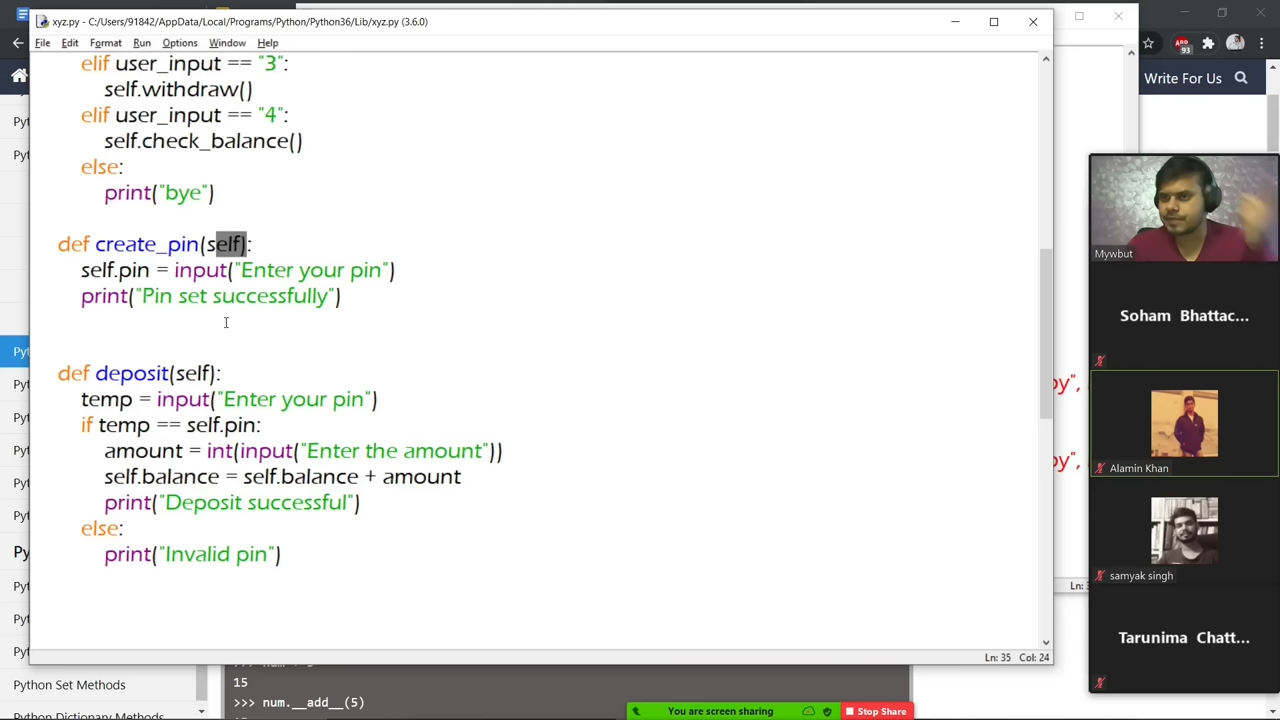 xyz.py - C:/Users/91842/AppData/Local/Programs/Python/Python36/Lib/xyz.py (3.6.0)
File Edit Format Run Options Window Help
elif user_input == "3":
self.withdraw()
elif user_input == "4":
self.check_balance()
else:
print("bye")
def create_pin(self):
self.pin = input("Enter your pin")
print("Pin set successfully")
def deposit(self):
temp = input("Enter your pin")
if temp == self.pin:
amount = int(input("Enter the amount"))
self.balance = self.balance + amount
print("Deposit successful")
else:
print("Invalid pin")
Ln: 35 Col: 24
15
>>> num.__add__(5)
Python Set Methods
Python Dictionary Methods
You are screen sharing
Stop Share
ABP
93
Write For Us
py",
py",
Mywbut
Soham Bhattac...
Alamin Khan
samyak singh
Tarunima Chatt...